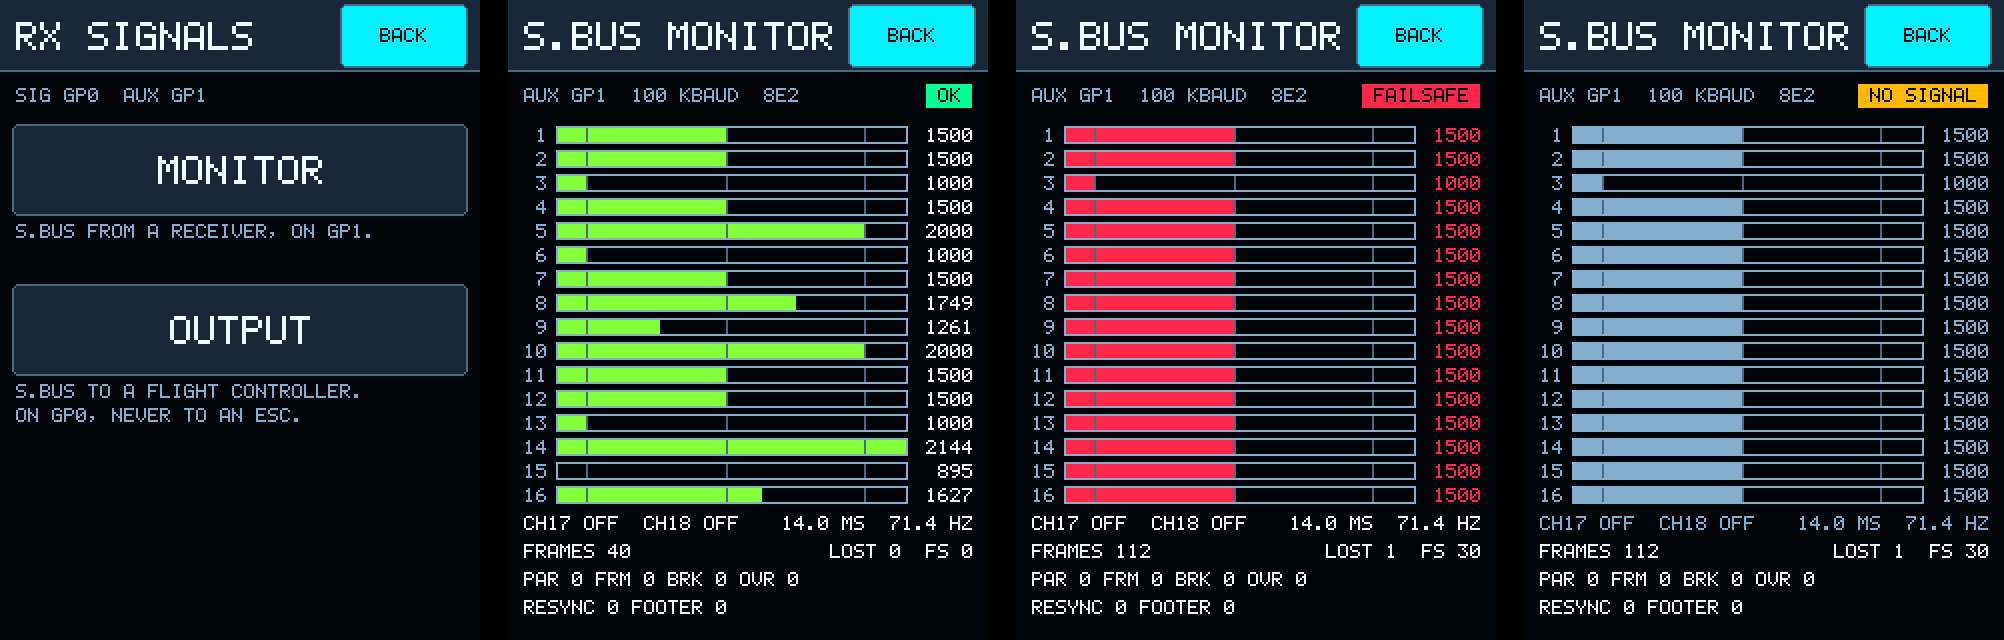 RX SIGNALS BACK
SIG GP0 AUX GP1
MONITOR
S.BUS FROM A RECEIVER, ON GP1.
OUTPUT
S.BUS TO A FLIGHT CONTROLLER.
ON GP0, NEVER TO AN ESC.
S.BUS MONITOR BACK
AUX GP1 100 KBAUD 8E2 OK
1 1500
2 1500
3 1000
4 1500
5 2000
6 1000
7 1500
8 1749
9 1261
10 2000
11 1500
12 1500
13 1000
14 2144
15 895
16 1627
CH17 OFF CH18 OFF 14.0 MS 71.4 HZ
FRAMES 40 LOST 0 FS 0
PAR 0 FRM 0 BRK 0 OVR 0
RESYNC 0 FOOTER 0
S.BUS MONITOR BACK
AUX GP1 100 KBAUD 8E2 FAILSAFE
1 1500
2 1500
3 1000
4 1500
5 1500
6 1500
7 1500
8 1500
9 1500
10 1500
11 1500
12 1500
13 1500
14 1500
15 1500
16 1500
CH17 OFF CH18 OFF 14.0 MS 71.4 HZ
FRAMES 112 LOST 1 FS 30
PAR 0 FRM 0 BRK 0 OVR 0
RESYNC 0 FOOTER 0
S.BUS MONITOR BACK
AUX GP1 100 KBAUD 8E2 NO SIGNAL
1 1500
2 1500
3 1000
4 1500
5 1500
6 1500
7 1500
8 1500
9 1500
10 1500
11 1500
12 1500
13 1500
14 1500
15 1500
16 1500
CH17 OFF CH18 OFF 14.0 MS 71.4 HZ
FRAMES 112 LOST 1 FS 30
PAR 0 FRM 0 BRK 0 OVR 0
RESYNC 0 FOOTER 0